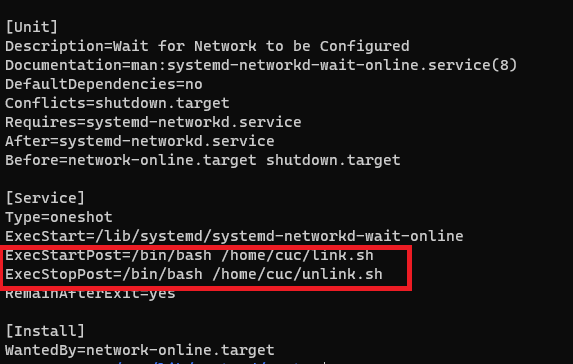 [Unit]
Description=Wait for Network to be Configured
Documentation=man:systemd-networkd-wait-online.service(8)
DefaultDependencies=no
Conflicts=shutdown.target
Requires=systemd-networkd.service
After=systemd-networkd.service
Before=network-online.target shutdown.target
[Service]
Type=oneshot
ExecStart=/lib/systemd/systemd-networkd-wait-online
ExecStartPost=/bin/bash /home/cuc/link.sh
ExecStopPost=/bin/bash /home/cuc/unlink.sh
RemainAfterExit=yes
[Install]
WantedBy=network-online.target